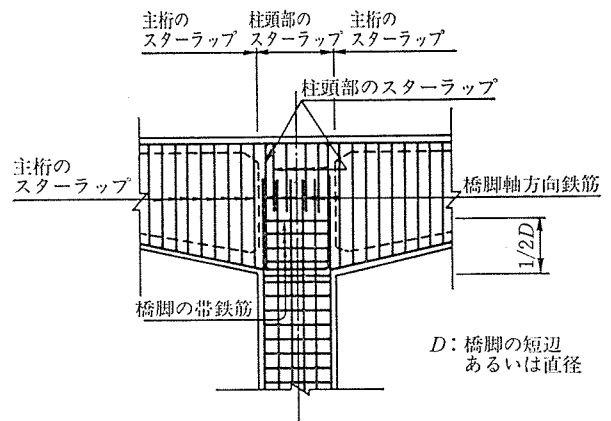 主桁の
スターラップ
柱頭部の
スターラップ
主桁の
スターラップ
柱頭部のスターラップ
主桁の
スターラップ
橋脚軸方向鉄筋
1/2D
橋脚の帯鉄筋
D：橋脚の短辺
あるいは直径